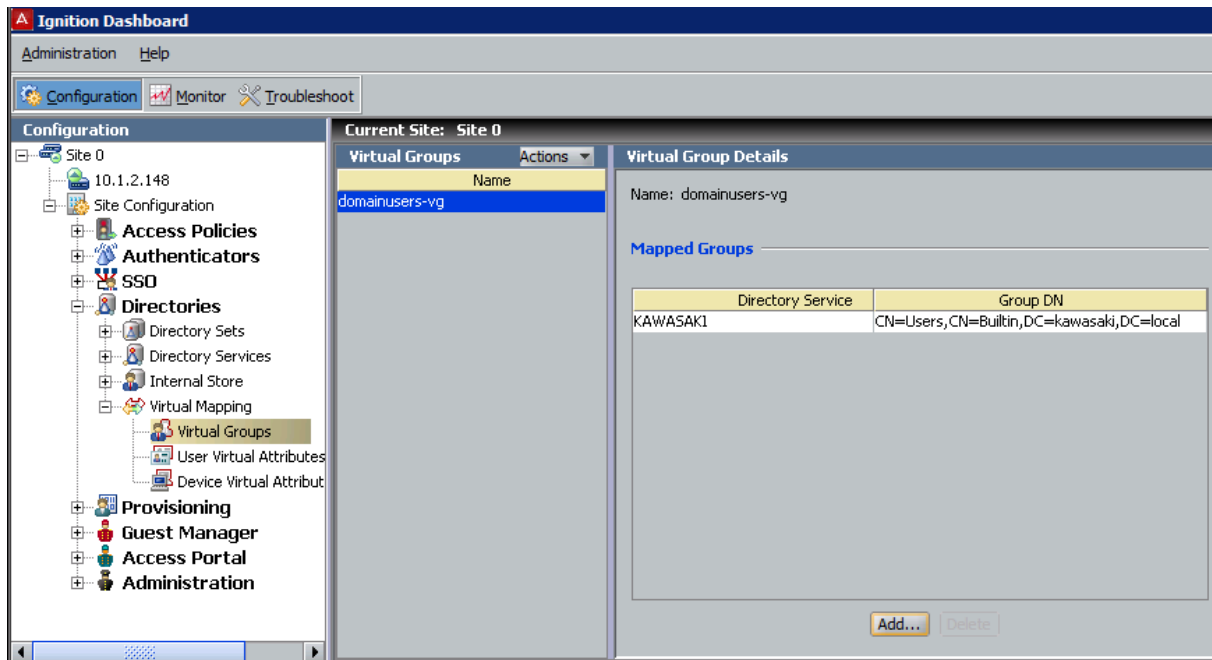 Ignition Dashboard
Administration Help
Configuration Monitor Troubleshoot
Configuration
Site 0
10.1.2.148
Site Configuration
Access Policies
Authenticators
SSO
Directories
Directory Sets
Directory Services
Internal Store
Virtual Mapping
Virtual Groups
User Virtual Attributes
Device Virtual Attribut
Provisioning
Guest Manager
Access Portal
Administration
Current Site: Site 0
Virtual Groups Actions
Name
domainusers-vg
Virtual Group Details
Name: domainusers-vg
Mapped Groups
Directory Service Group DN
KAWASAK1 CN=Users,CN=Builtin,DC=kawasaki,DC=local
Add... Delete